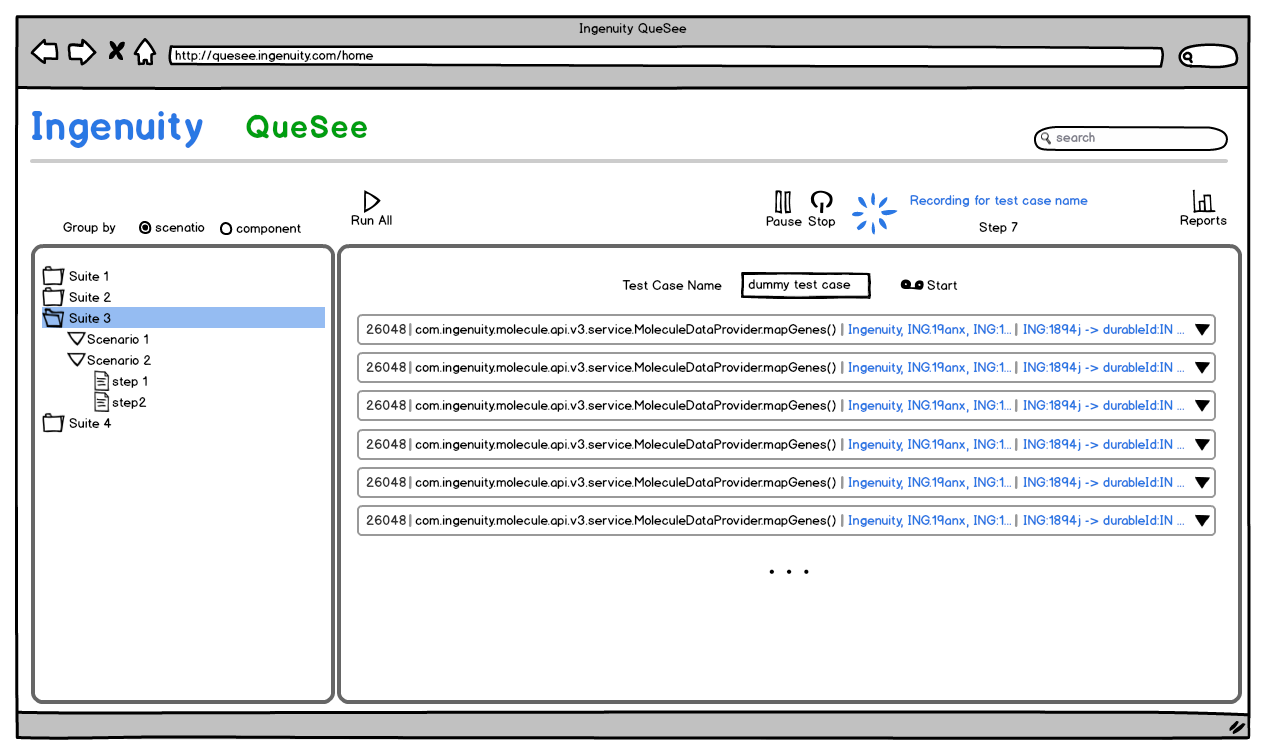 Ingenuity QueSee
http://quesee.ingenuity.com/home
Ingenuity QueSee
search
Group by scenatio component
Run All
Pause Stop
Recording for test case name
Step 7
Reports
Suite 1
Suite 2
Suite 3
Scenario 1
Scenario 2
step 1
step2
Suite 4
Test Case Name dummy test case Start
26048| com.ingenuity.molecule.api.v3.service.MoleculeDataProvider.mapGenes() | Ingenuity, ING.19anx, ING:1... | ING:1894j -> durableId:IN ...
26048| com.ingenuity.molecule.api.v3.service.MoleculeDataProvider.mapGenes() | Ingenuity, ING.19anx, ING:1... | ING:1894j -> durableId:IN ...
26048| com.ingenuity.molecule.api.v3.service.MoleculeDataProvider.mapGenes() | Ingenuity, ING.19anx, ING:1... | ING:1894j -> durableId:IN ...
26048| com.ingenuity.molecule.api.v3.service.MoleculeDataProvider.mapGenes() | Ingenuity, ING.19anx, ING:1... | ING:1894j -> durableId:IN ...
26048| com.ingenuity.molecule.api.v3.service.MoleculeDataProvider.mapGenes() | Ingenuity, ING.19anx, ING:1... | ING:1894j -> durableId:IN ...
26048| com.ingenuity.molecule.api.v3.service.MoleculeDataProvider.mapGenes() | Ingenuity, ING.19anx, ING:1... | ING:1894j -> durableId:IN ...
. . .